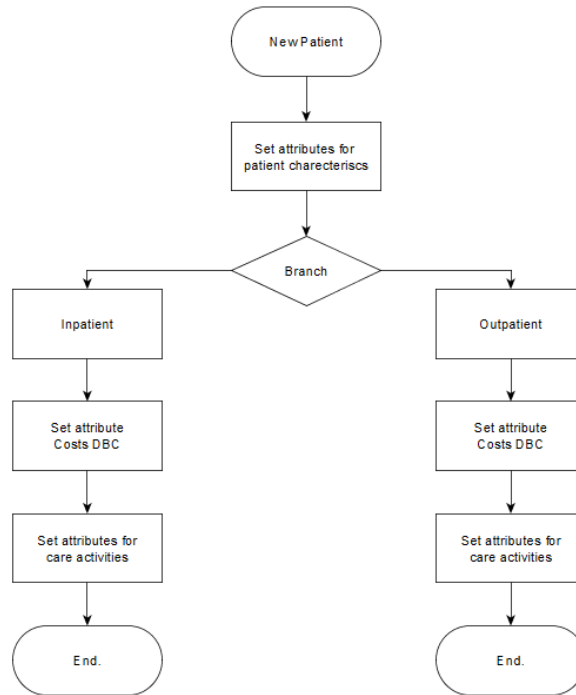 New Patient
Set attributes for
patient charecteriscs
Branch
Inpatient
Outpatient
Set attribute
Costs DBC
Set attribute
Costs DBC
Set attributes for
care activities
Set attributes for
care activities
End.
End.